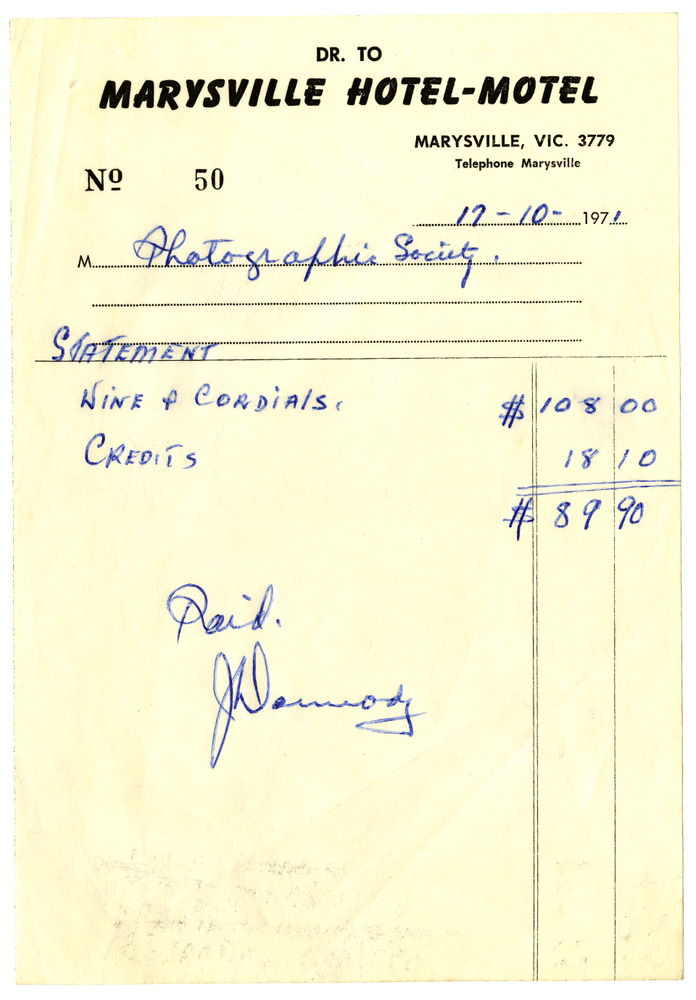 DR. TO
MARYSVILLE HOTEL-MOTEL
MARYSVILLE, VIC. 3779
Telephone Marysville
Nº 50
17-10-1971
M Photographic Society.
STATEMENT
WINE & CORDIALS. $108 00
CREDITS 18 10
$ 89 90
Paid.